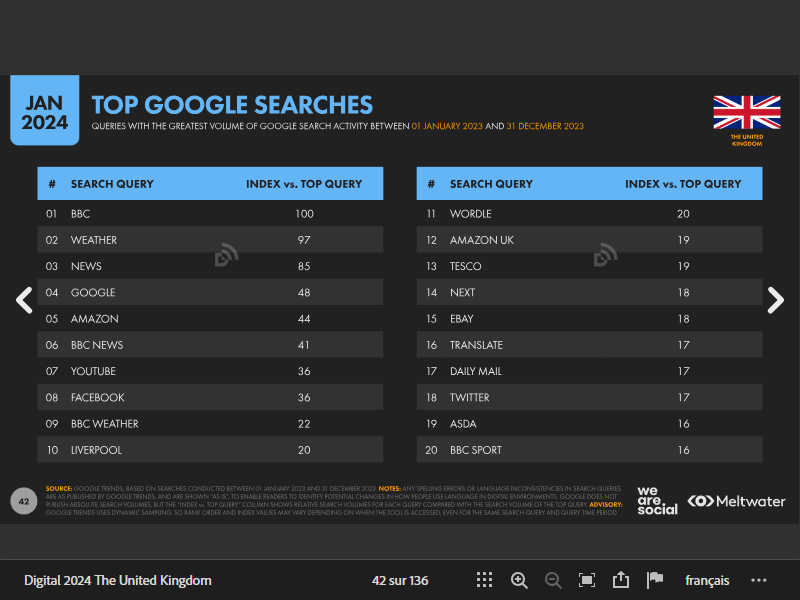 JAN
2024
TOP GOOGLE SEARCHES
QUERIES WITH THE GREATEST VOLUME OF GOOGLE SEARCH ACTIVITY BETWEEN 01 JANUARY 2023 AND 31 DECEMBER 2023
THE UNITED
KINGDOM
# SEARCH QUERY INDEX vs. TOP QUERY
01 BBC 100
02 WEATHER 97
03 NEWS 85
04 GOOGLE 48
05 AMAZON 44
06 BBC NEWS 41
07 YOUTUBE 36
08 FACEBOOK 36
09 BBC WEATHER 22
10 LIVERPOOL 20
# SEARCH QUERY INDEX vs. TOP QUERY
11 WORDLE 20
12 AMAZON UK 19
13 TESCO 19
14 NEXT 18
15 EBAY 18
16 TRANSLATE 17
17 DAILY MAIL 17
18 TWITTER 17
19 ASDA 16
20 BBC SPORT 16
42
SOURCE: GOOGLE TRENDS, BASED ON SEARCHES CONDUCTED BETWEEN 01 JANUARY 2023 AND 31 DECEMBER 2023. NOTES: ANY SPELLING ERRORS OR LANGUAGE INCONSISTENCIES IN SEARCH QUERIES
ARE AS PUBLISHED BY GOOGLE TRENDS, AND ARE SHOWN "AS IS", TO ENABLE READERS TO IDENTIFY POTENTIAL CHANGES IN HOW PEOPLE USE LANGUAGE IN DIGITAL ENVIRONMENTS. GOOGLE DOES NOT
PUBLISH ABSOLUTE SEARCH VOLUMES, BUT THE "INDEX vs. TOP QUERY" COLUMN SHOWS RELATIVE SEARCH VOLUMES FOR EACH QUERY COMPARED WITH THE SEARCH VOLUME OF THE TOP QUERY. ADVISORY:
GOOGLE TRENDS USES DYNAMIC SAMPLING, SO RANK ORDER AND INDEX VALUES MAY VARY DEPENDING ON WHEN THE TOOL IS ACCESSED, EVEN FOR THE SAME SEARCH QUERY AND QUERY TIME PERIOD.
we
are.
social
Meltwater
Digital 2024 The United Kingdom
42 sur 136
français